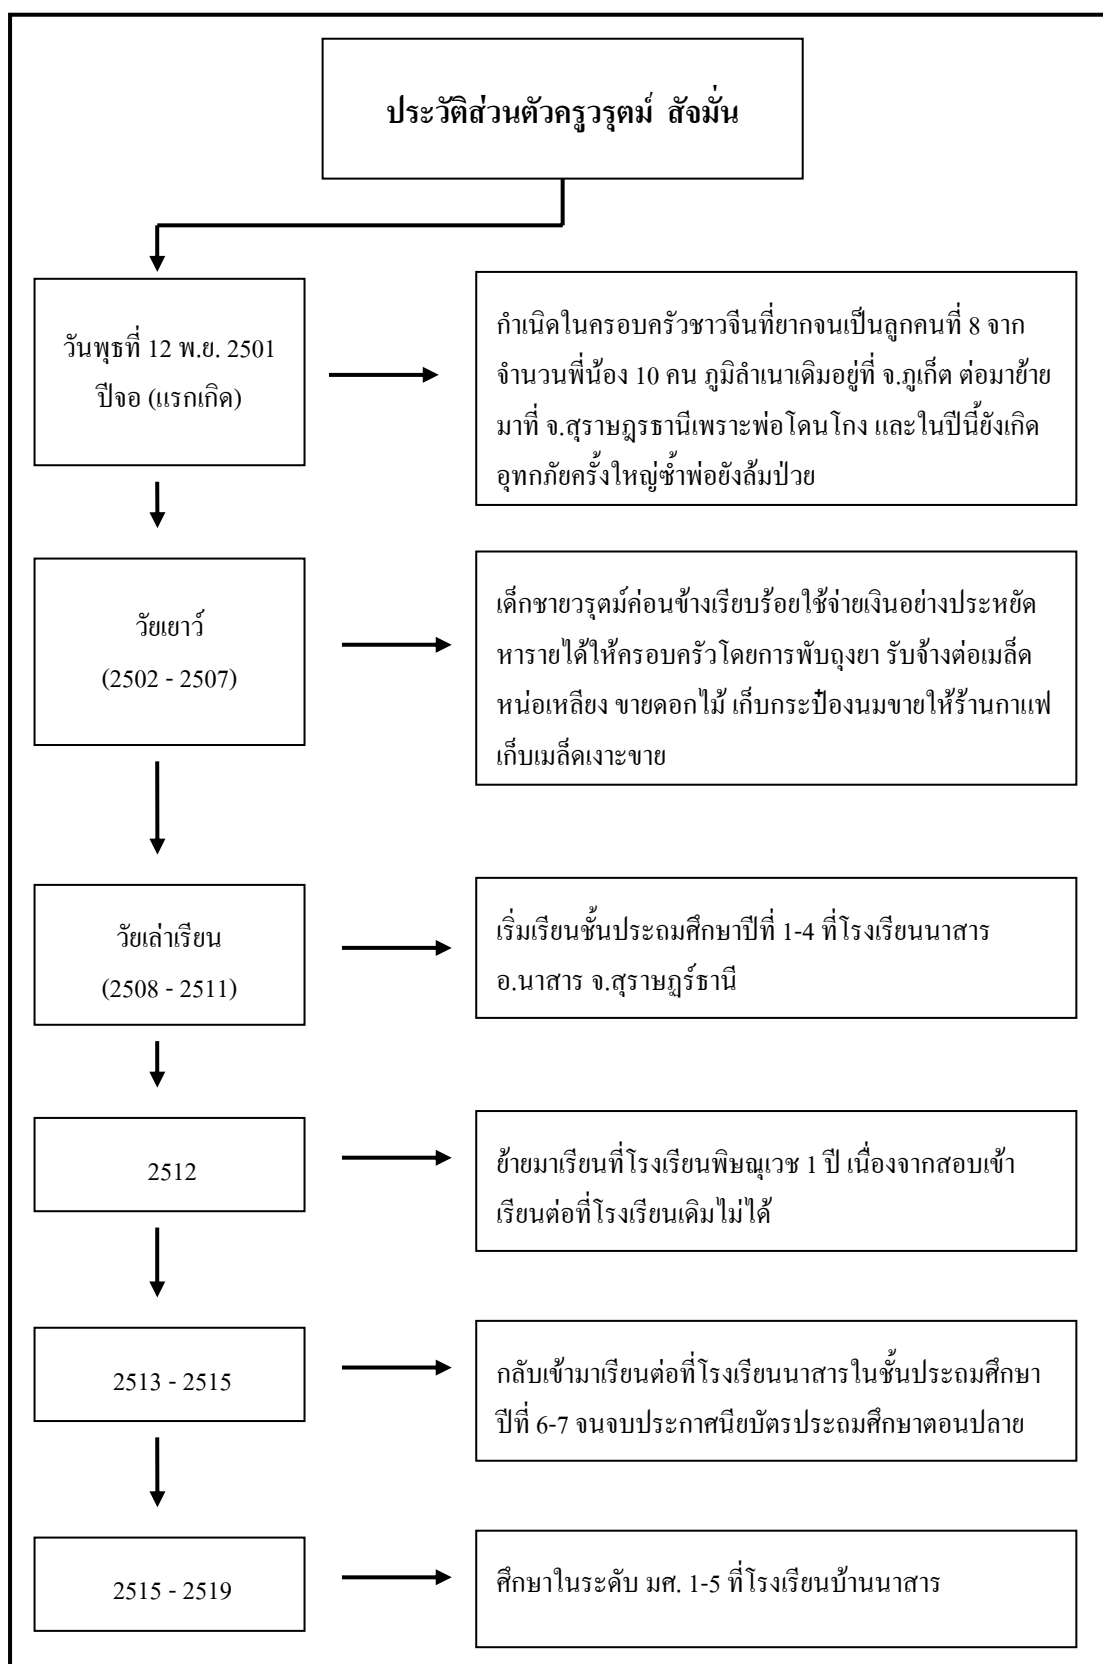 ประวัติส่วนตัวครูวรุตม์ สัจมั่น
วันพุธที่ 12 พ.ย. 2501
ปีจอ (แรกเกิด)
กำเนิดในครอบครัวชาวจีนที่ยากจนเป็นลูกคนที่ 8 จาก
จำนวนพี่น้อง 10 คน ภูมิลำเนาเดิมอยู่ที่ จ.ภูเก็ต ต่อมาย้าย
มาที่ จ.สุราษฎรธานีเพราะพ่อโดนโกง และในปีนี้ยังเกิด
อุทกภัยครั้งใหญ่ซ้ำพ่อยังล้มป่วย
วัยเยาว์
(2502 - 2507)
เด็กชายวรุตม์ค่อนข้างเรียบร้อยใช้จ่ายเงินอย่างประหยัด
หารายได้ให้ครอบครัวโดยการพับถุงยา รับจ้างต่อเมล็ด
หน่อเหลียง ขายดอกไม้ เก็บกระป๋องนมขายให้ร้านกาแฟ
เก็บเมล็ดเงาะขาย
วัยเล่าเรียน
(2508 - 2511)
เริ่มเรียนชั้นประถมศึกษาปีที่ 1-4 ที่โรงเรียนนาสาร
อ.นาสาร จ.สุราษฏร์ธานี
2512
ย้ายมาเรียนที่โรงเรียนพิษณุเวช 1 ปี เนื่องจากสอบเข้า
เรียนต่อที่โรงเรียนเดิมไม่ได้
2513 - 2515
กลับเข้ามาเรียนต่อที่โรงเรียนนาสารในชั้นประถมศึกษา
ปีที่ 6-7 จนจบประกาศนียบัตรประถมศึกษาตอนปลาย
2515 - 2519
ศึกษาในระดับ มศ. 1-5 ที่โรงเรียนบ้านนาสาร